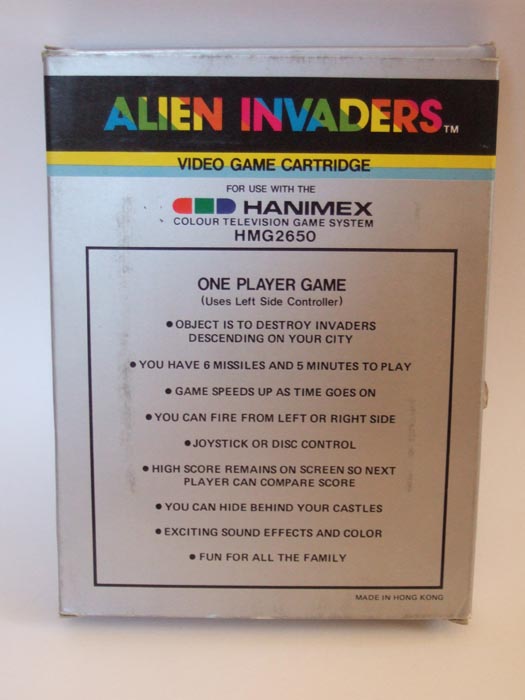 ALIEN INVADERS TM
VIDEO GAME CARTRIDGE
FOR USE WITH THE
HANIMEX
COLOUR TELEVISION GAME SYSTEM
HMG2650
ONE PLAYER GAME
(Uses Left Side Controller)
• OBJECT IS TO DESTROY INVADERS
DESCENDING ON YOUR CITY
• YOU HAVE 6 MISSILES AND 5 MINUTES TO PLAY
• GAME SPEEDS UP AS TIME GOES ON
• YOU CAN FIRE FROM LEFT OR RIGHT SIDE
• JOYSTICK OR DISC CONTROL
• HIGH SCORE REMAINS ON SCREEN SO NEXT
PLAYER CAN COMPARE SCORE
• YOU CAN HIDE BEHIND YOUR CASTLES
• EXCITING SOUND EFFECTS AND COLOR
• FUN FOR ALL THE FAMILY
MADE IN HONG KONG